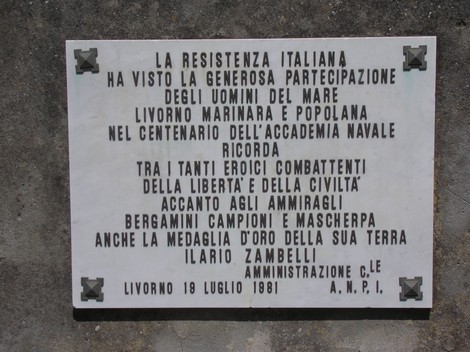 LA RESISTENZA ITALIANA
HA VISTO LA GENEROSA PARTECIPAZIONE
DEGLI UOMINI DEL MARE
LIVORNO MARINARA E POPOLANA
NEL CENTENARIO DELL'ACCADEMIA NAVALE
RICORDA
TRA I TANTI EROICI COMBATTENTI
DELLA LIBERTA' E DELLA CIVILTA'
ACCANTO AGLI AMMIRAGLI
BERGAMINI CAMPIONI E MASCHERPA
ANCHE LA MEDAGLIA D'ORO DELLA SUA TERRA
ILARIO ZAMBELLI
AMMINISTRAZIONE C.LE
LIVORNO 19 LUGLIO 1981 A.N.P.I.